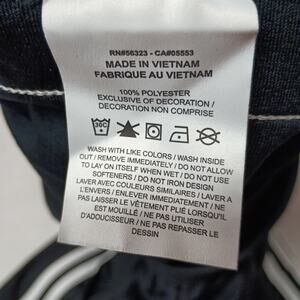 RN#56323 - CA#05553
MADE IN VIETNAM
FABRIQUE AU VIETNAM
100% POLYESTER
EXCLUSIVE OF DECORATION /
DECORATION NON COMPRISE
30C
WASH WITH LIKE COLORS / WASH INSIDE
OUT / REMOVE IMMEDIATELY / DO NOT ALLOW
TO LAY ON ITSELF WHEN WET / DO NOT USE
SOFTENERS / DO NOT IRON DESIGN
LAVER AVEC COULEURS SIMILAIRES / LAVER A
L'ENVERS / ENLEVER IMMEDIATEMENT / NE
PAS LAISSER LE VÊTEMENT PLIÉ LORSQU'IL
EST MOUILLÉ / NE PAS UTILISER
D'ADOUCISSEUR / NE PAS REPASSER LE
DESSIN